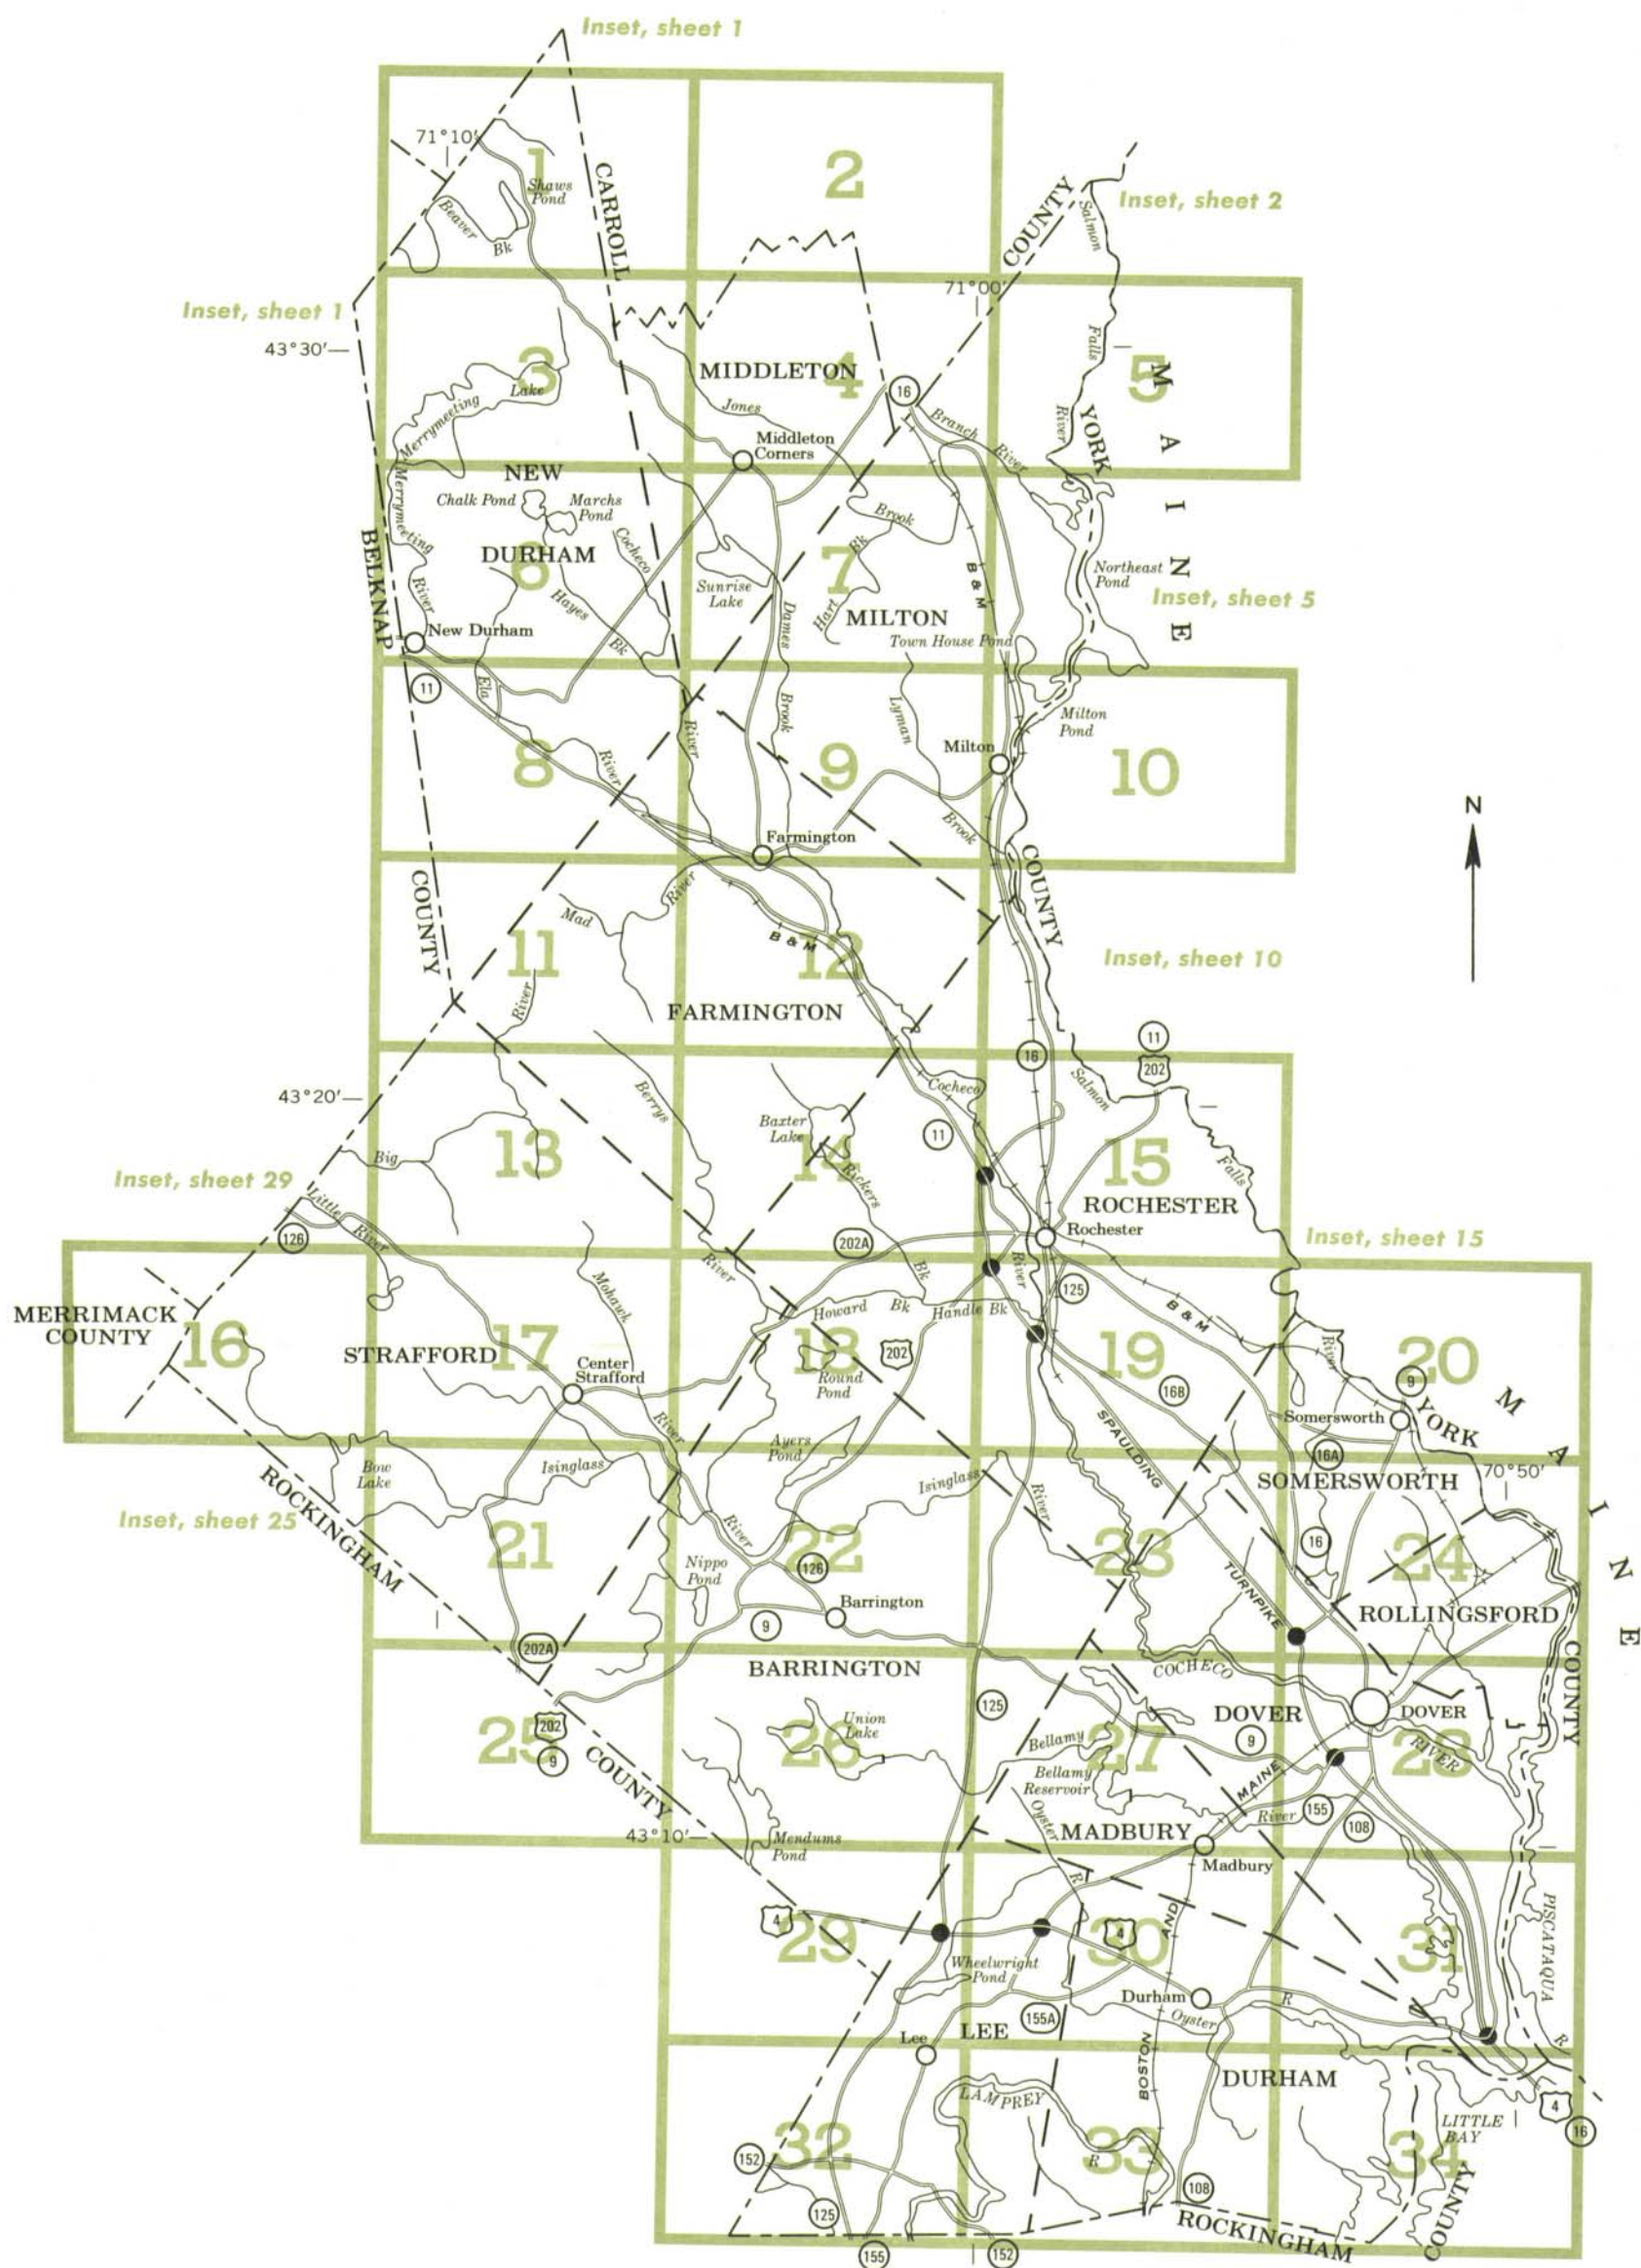 Inset, sheet 1
71°10'
1
Shaws
Pond
CARROLL
2
COUNTY
Salmon
Inset, sheet 2
Beaver
Bk
71°00'
Inset, sheet 1
43°30'
3
Lake
Merrymeeting
MIDDLETON
4
16
Falls
5
MAINE
Jones
Branch
River
River
YORK
Middleton
Corners
NEW
Chalk Pond
Marchs
Pond
Merrymeeting
River
BELKNAP
DURHAM
6
Cocheco
Hayes
Bk
Sunrise
Lake
7
Brook
Bk
Hart
Dames
Brook
B & M
Northeast
Pond
Inset, sheet 5
MILTON
Town House Pond
New Durham
11
Ela
River
8
River
Lyman
Brook
9
Milton
Milton
Pond
10
N
Farmington
COUNTY
COUNTY
Mad
River
B & M
11
River
12
Inset, sheet 10
FARMINGTON
16
11
202
43°20'
Berrys
River
Cocheco
Salmon
Baxter
Lake
11
Falls
Big
13
14
Rickers
Bk
15
Inset, sheet 29
Little
River
126
ROCHESTER
Rochester
202A
River
Inset, sheet 15
125
MERRIMACK
COUNTY
16
Mohawk
River
Howard Bk
Handle Bk
B & M
STRAFFORD
17
Center
Strafford
18
Round
Pond
202
19
16B
River
20
9
Somersworth
YORK
MAINE
16A
Ayers
Pond
SPAULDING
TURNPIKE
Bow
Lake
Isinglass
River
Isinglass
River
SOMERSWORTH
70°50'
Inset, sheet 25
ROCKINGHAM
COUNTY
21
22
Nippo
Pond
126
23
16
24
9
Barrington
ROLLINGSFORD
COUNTY
202A
BARRINGTON
COCHECO
RIVER
25
202
9
26
Union
Lake
125
Bellamy
River
27
Bellamy
Reservoir
DOVER
9
DOVER
28
43°10'
Mendums
Pond
Oyster
R
MADBURY
MAINE
155
108
Madbury
4
29
30
4
AND
31
PISCATAQUA
R
Wheelwright
Pond
Durham
Oyster
R
155A
Lee
LEE
BOSTON
DURHAM
LAMPREY
R
LITTLE
BAY
4
16
32
33
34
152
125
108
ROCKINGHAM
COUNTY
155
152